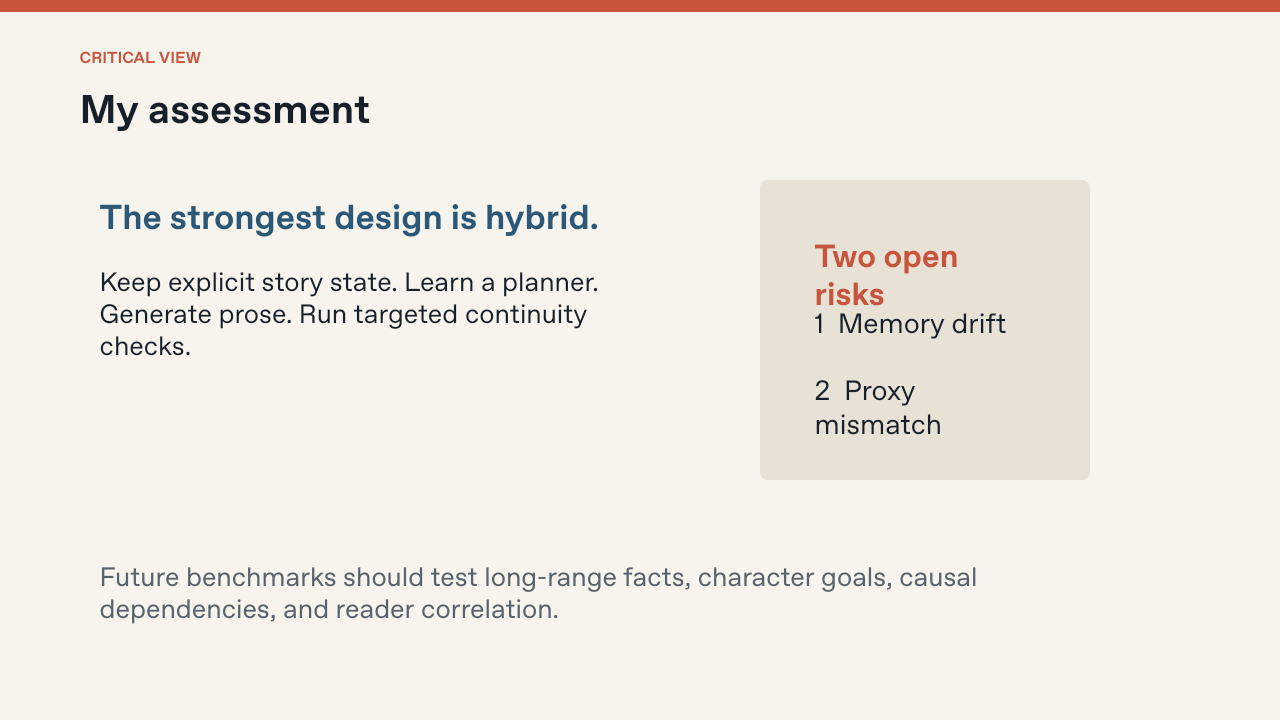 CRITICAL VIEW
My assessment
The strongest design is hybrid.
Keep explicit story state. Learn a planner.
Generate prose. Run targeted continuity
checks.
Two open
risks
1 Memory drift
2 Proxy
mismatch
Future benchmarks should test long-range facts, character goals, causal
dependencies, and reader correlation.